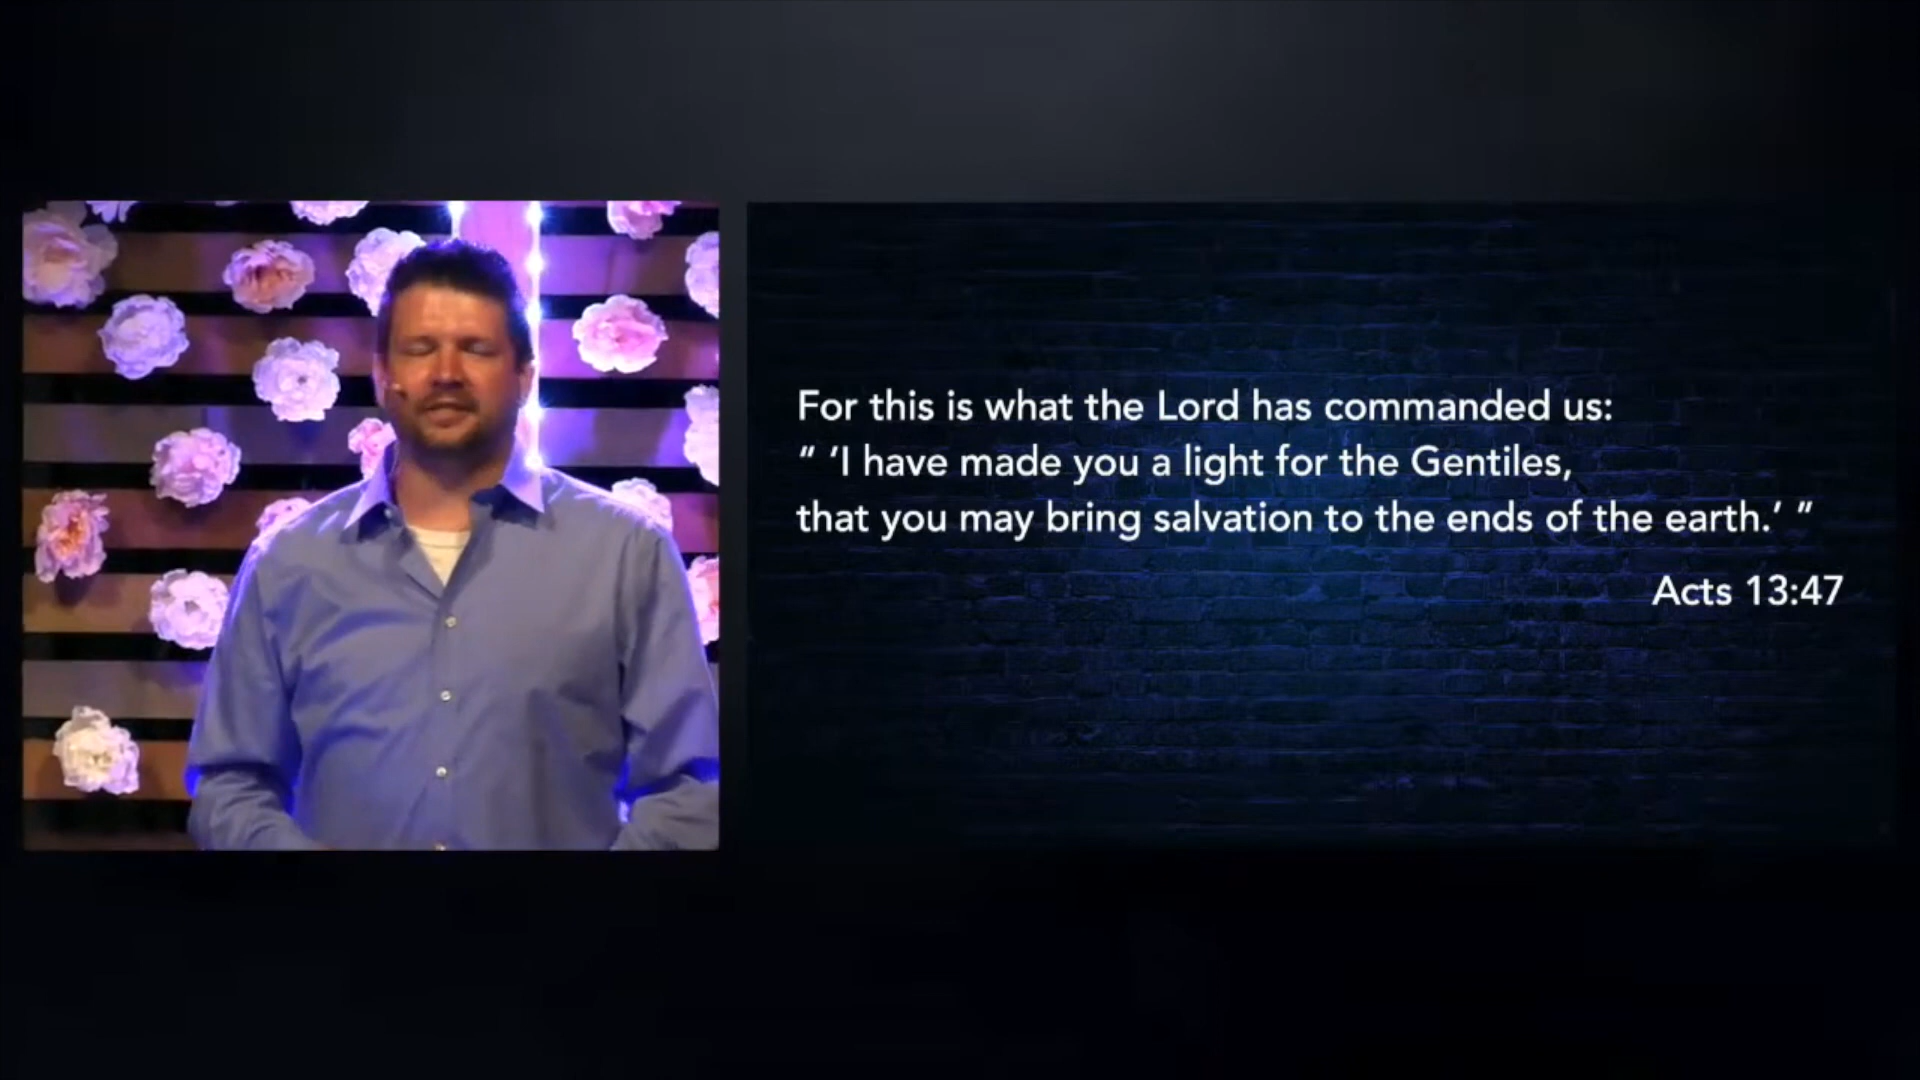 For this is what the Lord has commanded us:
“ ‘I have made you a light for the Gentiles,
that you may bring salvation to the ends of the earth.’ ”
Acts 13:47